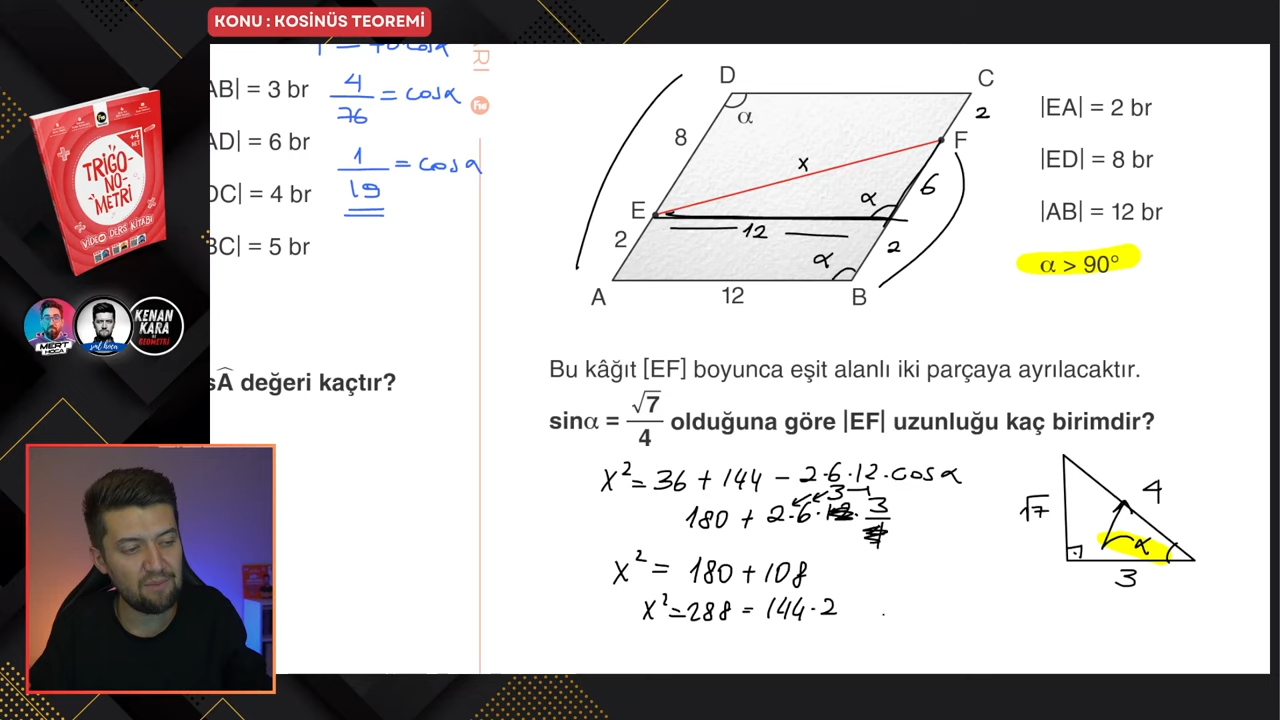 KONU : KOSİNÜS TEOREMİ
AB| = 3 br
AD| = 6 br
DC| = 4 br
BC| = 5 br
4/76 = cosα
1/19 = cosα
sÂ değeri kaçtır?
TRİGO-
NO-
METRİ
VİDEO DERS KİTABI
MERT
HOCA
KENAN
KARA
GEOMETRİ
D
C
α
2
8
F
x
|EA| = 2 br
|ED| = 8 br
|AB| = 12 br
α > 90°
E
α
6
12
2
2
α
A
12
B
Bu kâğıt [EF] boyunca eşit alanlı iki parçaya ayrılacaktır.
sinα = √7/4 olduğuna göre |EF| uzunluğu kaç birimdir?
x² = 36 + 144 - 2·6·12·cosα
180 + 2·6·12·3/4
3
1
x² = 180 + 108
x² = 288 = 144·2
√7
4
α
3